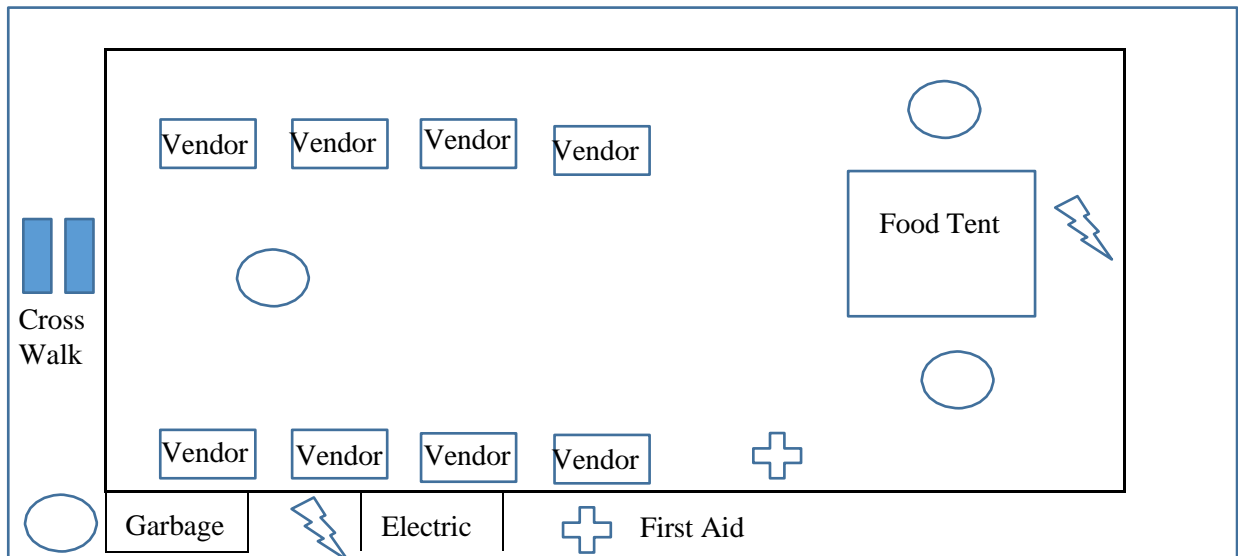 Vendor
Vendor
Vendor
Vendor
Food Tent
Cross
Walk
Vendor
Vendor
Vendor
Vendor
Garbage
Electric
First Aid